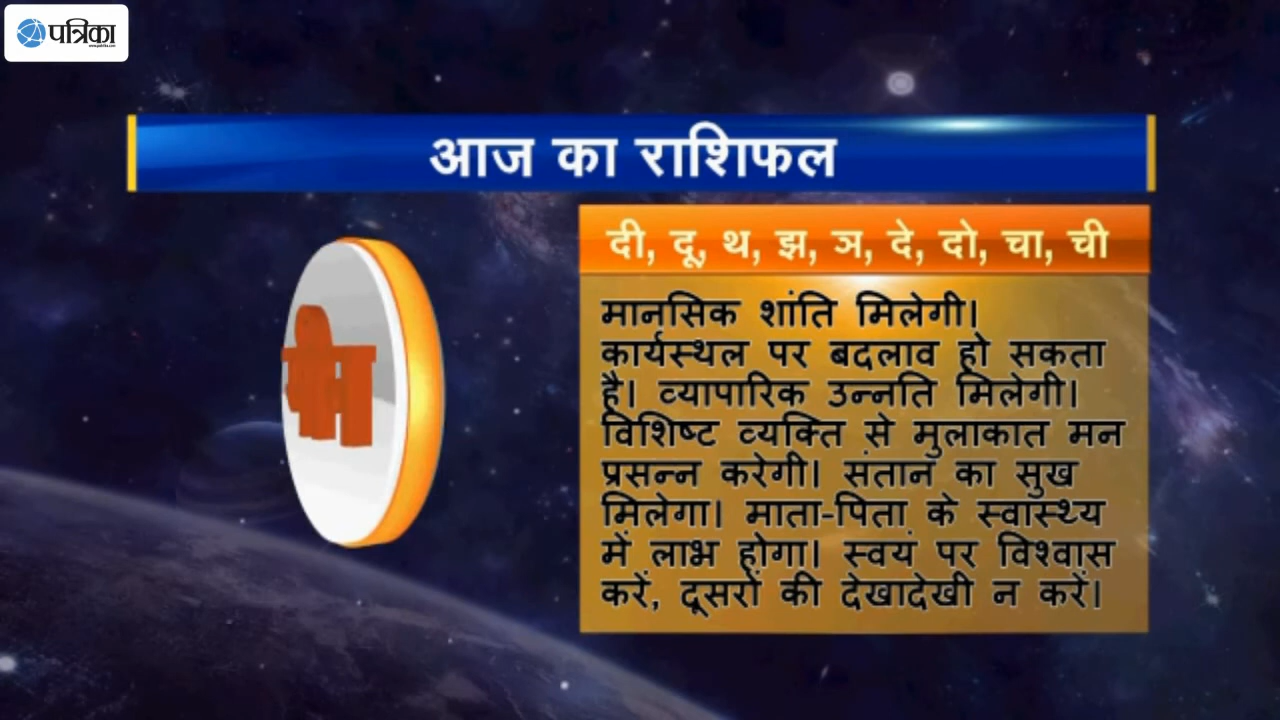 पत्रिका
आज का राशिफल
दी, दू, थ, झ, ञ, दे, दो, चा, ची
मानसिक शांति मिलेगी।
कार्यस्थल पर बदलाव हो सकता
है। व्यापारिक उन्नति मिलेगी।
विशिष्ट व्यक्ति से मुलाकात मन
प्रसन्न करेगी। संतान का सुख
मिलेगा। माता-पिता के स्वास्थ्य
में लाभ होगा। स्वयं पर विश्वास
करें, दूसरों की देखादेखी न करें।